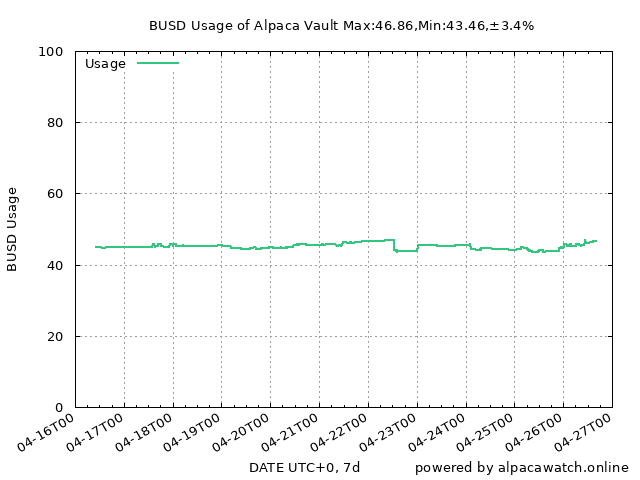 BUSD Usage of Alpaca Vault Max:46.86,Min:43.46,±3.4%
Usage
100
80
60
40
20
0
BUSD Usage
04-16T00
04-17T00
04-18T00
04-19T00
04-20T00
04-21T00
04-22T00
04-23T00
04-24T00
04-25T00
04-26T00
04-27T00
DATE UTC+0, 7d
powered by alpacawatch.online